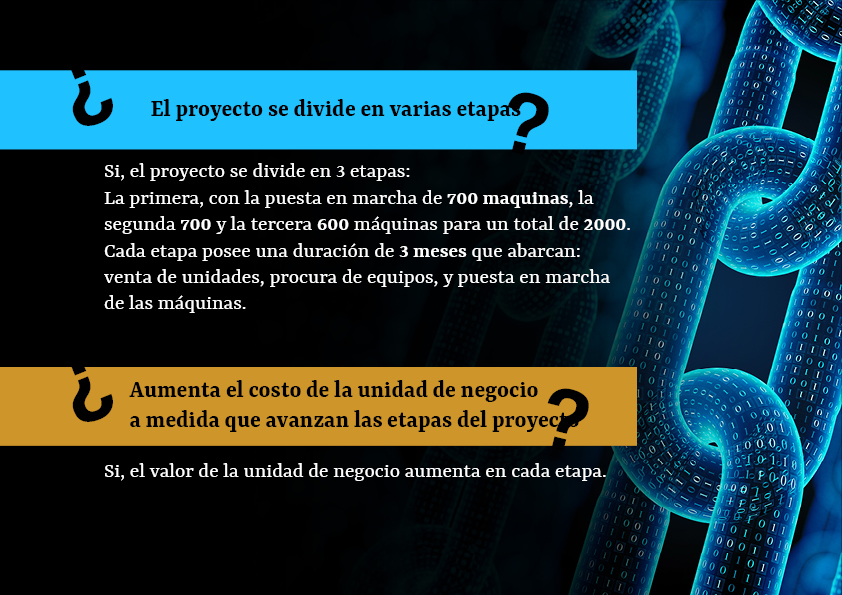 ¿ El proyecto se divide en varias etapas?
Si, el proyecto se divide en 3 etapas:
La primera, con la puesta en marcha de 700 maquinas, la
segunda 700 y la tercera 600 máquinas para un total de 2000.
Cada etapa posee una duración de 3 meses que abarcan:
venta de unidades, procura de equipos, y puesta en marcha
de las máquinas.
¿ Aumenta el costo de la unidad de negocio
a medida que avanzan las etapas del proyecto?
Si, el valor de la unidad de negocio aumenta en cada etapa.